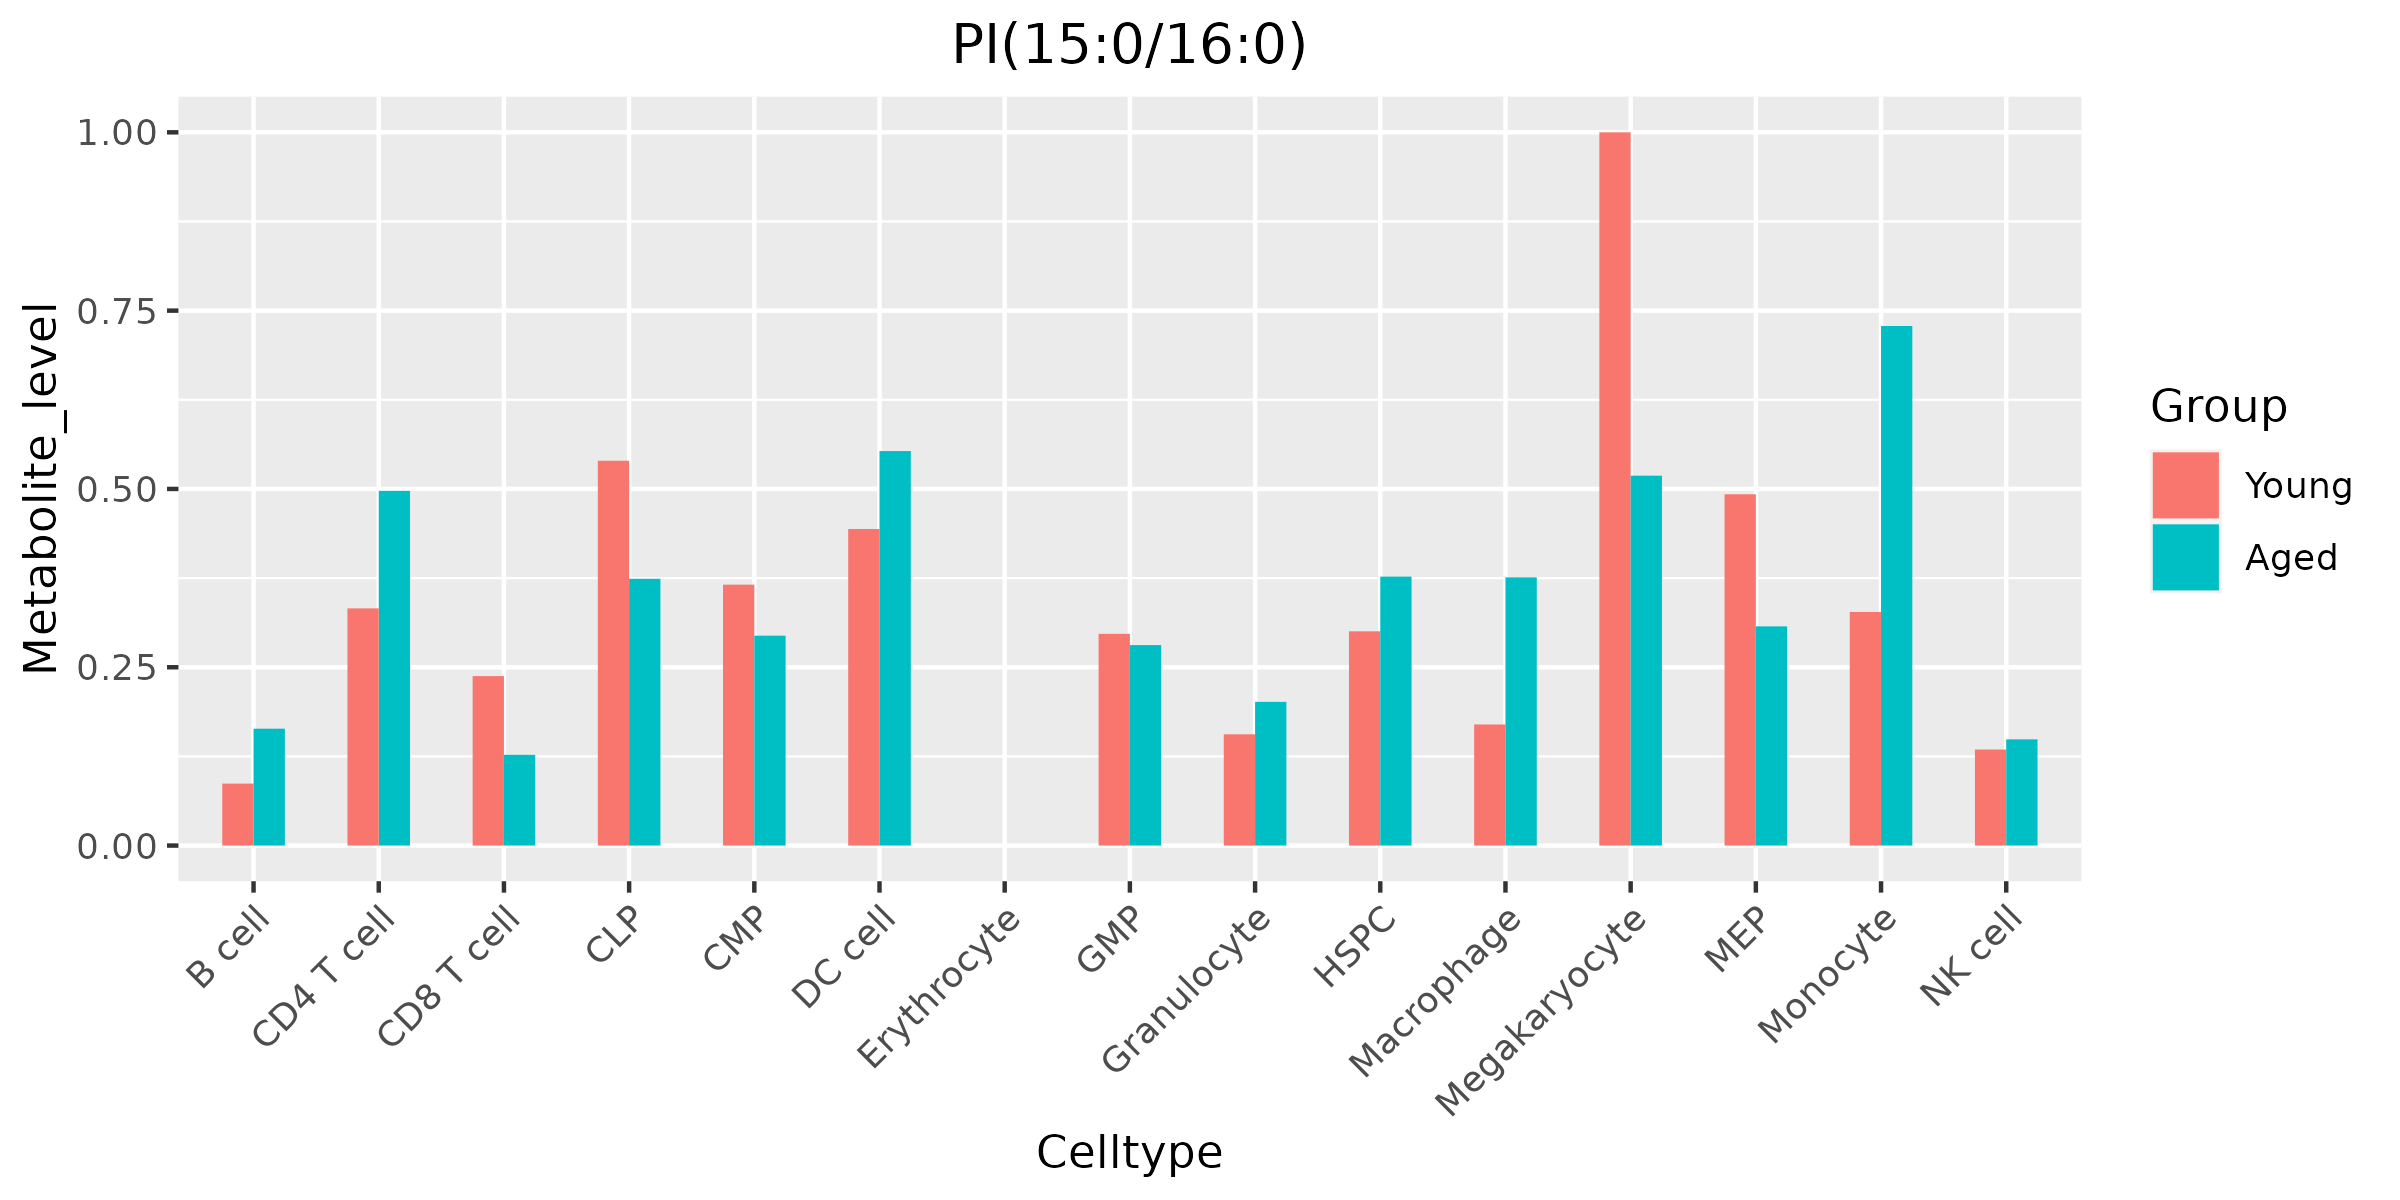 PI(15:0/16:0)
Metabolite_level
1.00
0.75
0.50
0.25
0.00
B cell
CD4 T cell
CD8 T cell
CLP
CMP
DC cell
Erythrocyte
GMP
Granulocyte
HSPC
Macrophage
Megakaryocyte
MEP
Monocyte
NK cell
Celltype
Group
Young
Aged